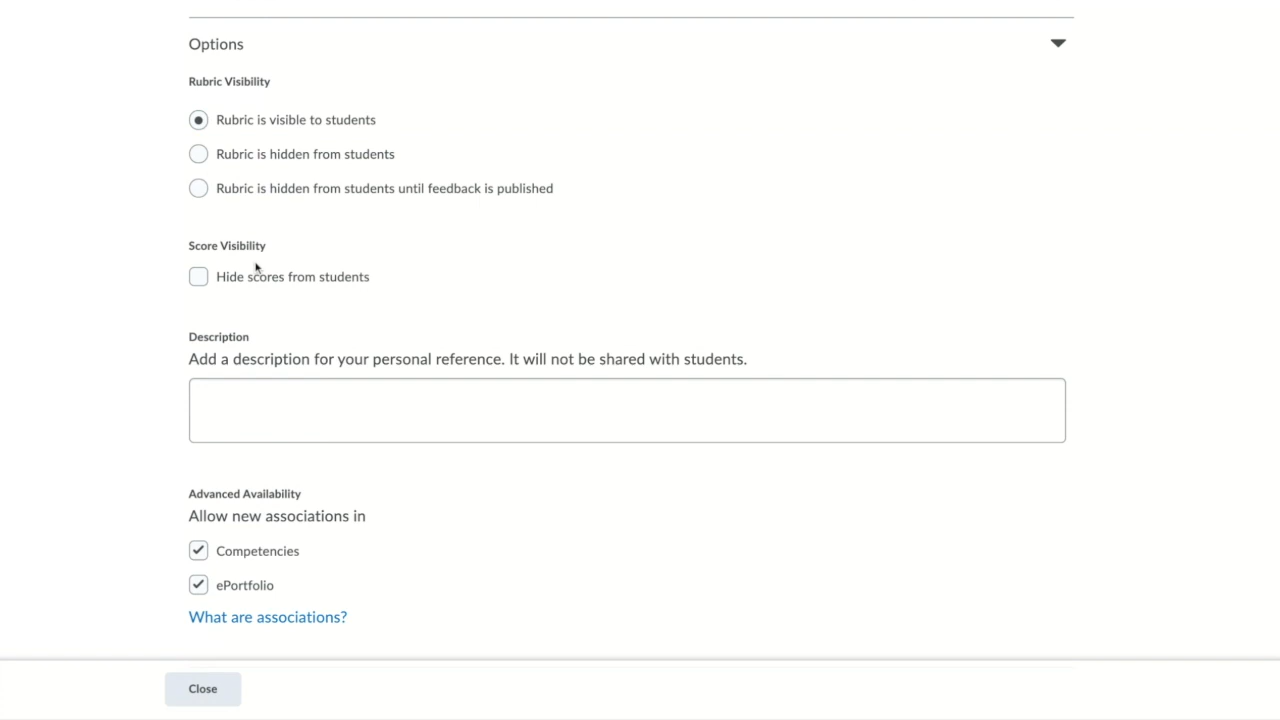 Options
Rubric Visibility
Rubric is visible to students
Rubric is hidden from students
Rubric is hidden from students until feedback is published
Score Visibility
Hide scores from students
Description
Add a description for your personal reference. It will not be shared with students.
Advanced Availability
Allow new associations in
Competencies
ePortfolio
What are associations?
Close